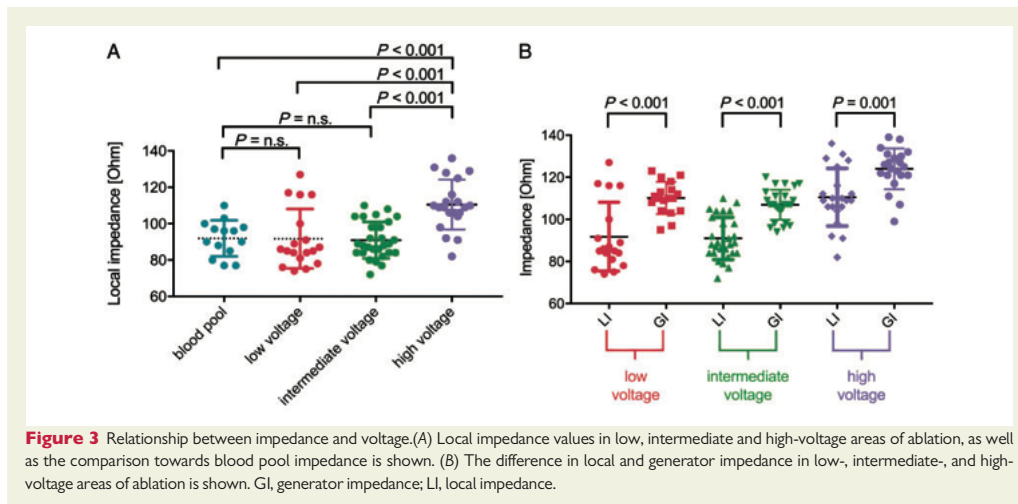 A
P < 0.001
P < 0.001
P < 0.001
P = n.s.
P = n.s.
Local impedance [Ohm]
140
120
100
80
60
blood pool
low voltage
intermediate voltage
high voltage
B
P < 0.001
P < 0.001
P = 0.001
Impedance [Ohm]
140
120
100
80
60
LI
GI
LI
GI
LI
GI
low
voltage
intermediate
voltage
high
voltage
Figure 3 Relationship between impedance and voltage.(A) Local impedance values in low, intermediate and high-voltage areas of ablation, as well
as the comparison towards blood pool impedance is shown. (B) The difference in local and generator impedance in low-, intermediate-, and high-
voltage areas of ablation is shown. GI, generator impedance; LI, local impedance.